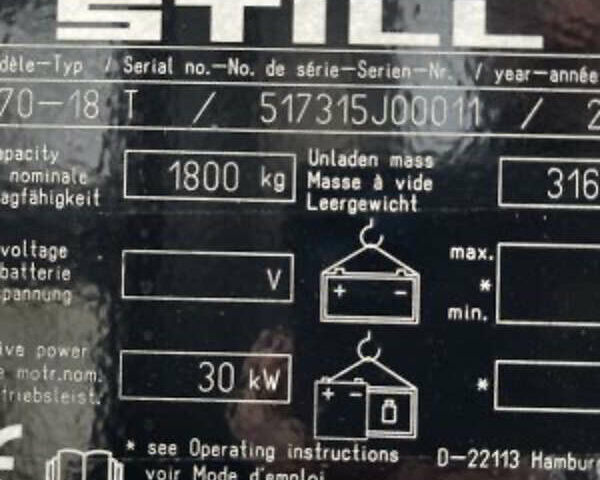 STILL
dèle–Typ / Serial no.–No. de série–Serien–Nr. / year–année
70–18 T / 517315J00011 / 2
apacity
nominale
agfähigkeit
1800 kg
Unladen mass
Masse à vide
Leergewicht
316
voltage
batterie
pannung
V
+ –
max.
*
min.
ive power
e motr.nom.
triebsleist.
30 kW
+ –
*
* see Operating instructions
voir Mode d'emploi
D–22113 Hamburg